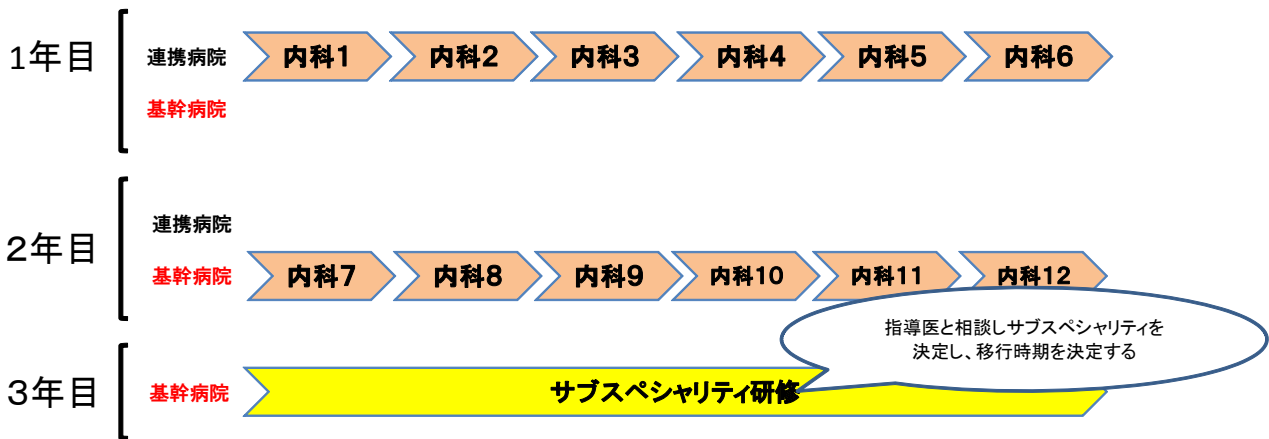 1年目
連携病院
内科1
内科2
内科3
内科4
内科5
内科6
基幹病院
2年目
連携病院
基幹病院
内科7
内科8
内科9
内科10
内科11
内科12
指導医と相談しサブスペシャリティを
決定し、移行時期を決定する
3年目
基幹病院
サブスペシャリティ研修